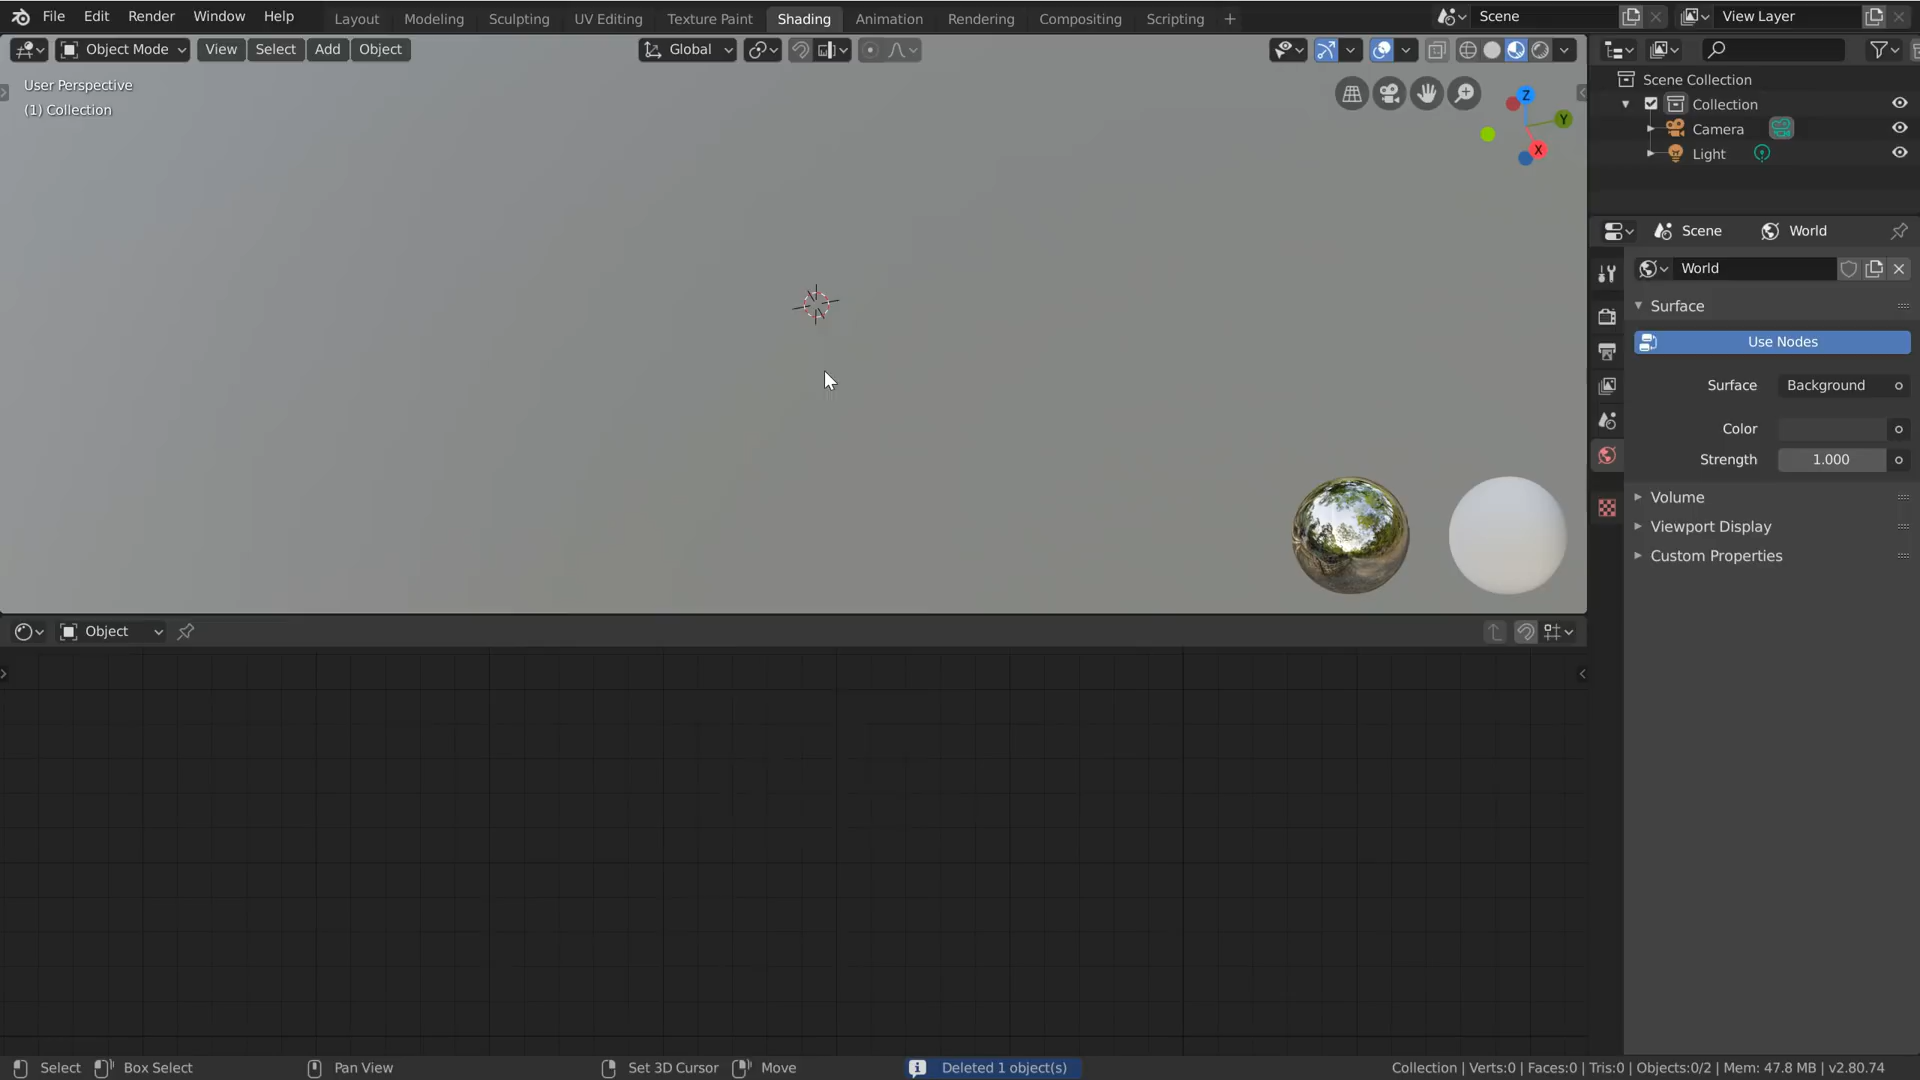 File Edit Render Window Help Layout Modeling Sculpting UV Editing Texture Paint Shading Animation Rendering Compositing Scripting + Scene View Layer
Object Mode View Select Add Object Global
User Perspective
(1) Collection
Z
Y
X
Scene Collection
Collection
Camera
Light
Scene World
World
Surface
Use Nodes
Surface Background
Color
Strength 1.000
Volume
Viewport Display
Custom Properties
Object
Select Box Select Pan View Set 3D Cursor Move Deleted 1 object(s) Collection | Verts:0 | Faces:0 | Tris:0 | Objects:0/2 | Mem: 47.8 MB | v2.80.74